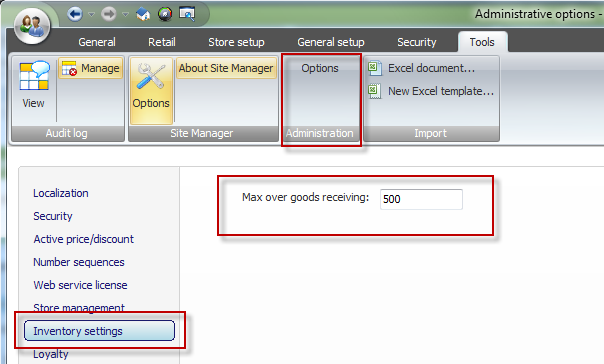 Administrative options -
General Retail Store setup General setup Security Tools
View
Manage
Audit log
Options
About Site Manager
Site Manager
Options
Administration
Excel document...
New Excel template...
Import
Localization
Security
Active price/discount
Number sequences
Web service license
Store management
Inventory settings
Loyalty
Max over goods receiving: 500